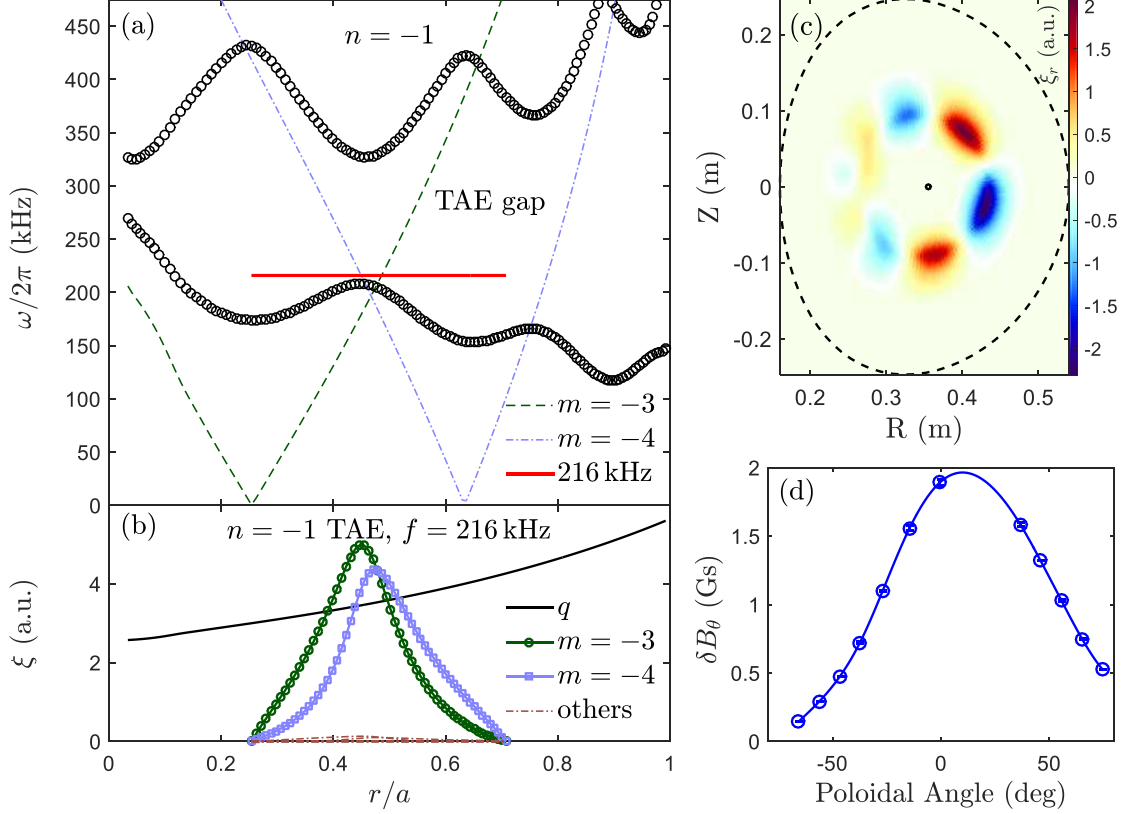 (a)
n = −1
TAE gap
450
400
350
300
250
200
150
100
50
0
ω/2π (kHz)
m = −3
m = −4
216 kHz
(b)
n = −1 TAE, f = 216 kHz
4
2
0
ξ (a.u.)
q
m = −3
m = −4
others
0 0.2 0.4 0.6 0.8 1
r/a
(c)
0.2
0.1
0
-0.1
-0.2
Z (m)
0.2 0.3 0.4 0.5
R (m)
ξr (a.u.)
2
1.5
1
0.5
0
-0.5
-1
-1.5
-2
(d)
2
1.5
1
0.5
0
δBθ (Gs)
-50 0 50
Poloidal Angle (deg)